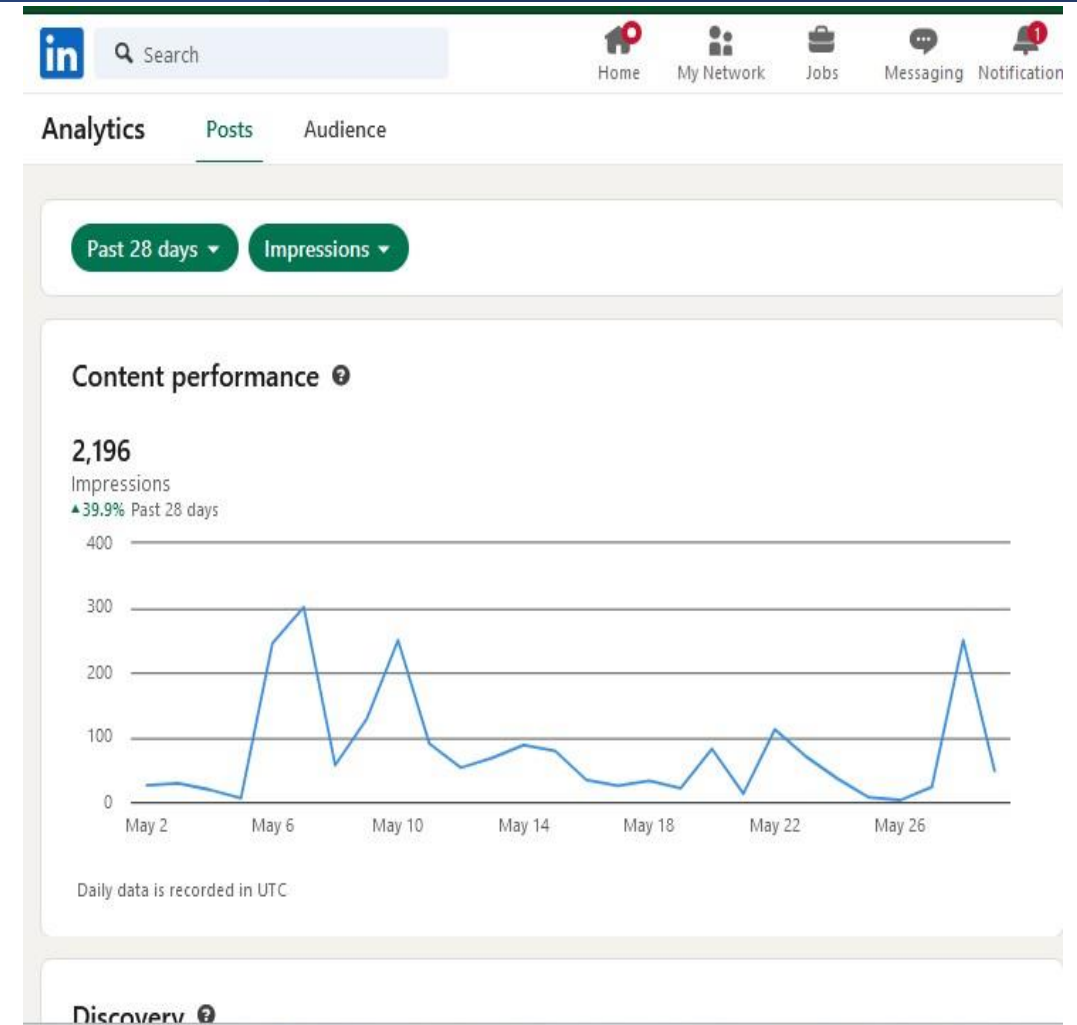 in Search
Home My Network Jobs Messaging Notification
1
Analytics Posts Audience
Past 28 days Impressions
Content performance
2,196
Impressions
39.9% Past 28 days
400
300
200
100
0
May 2 May 6 May 10 May 14 May 18 May 22 May 26
Daily data is recorded in UTC
Discovery